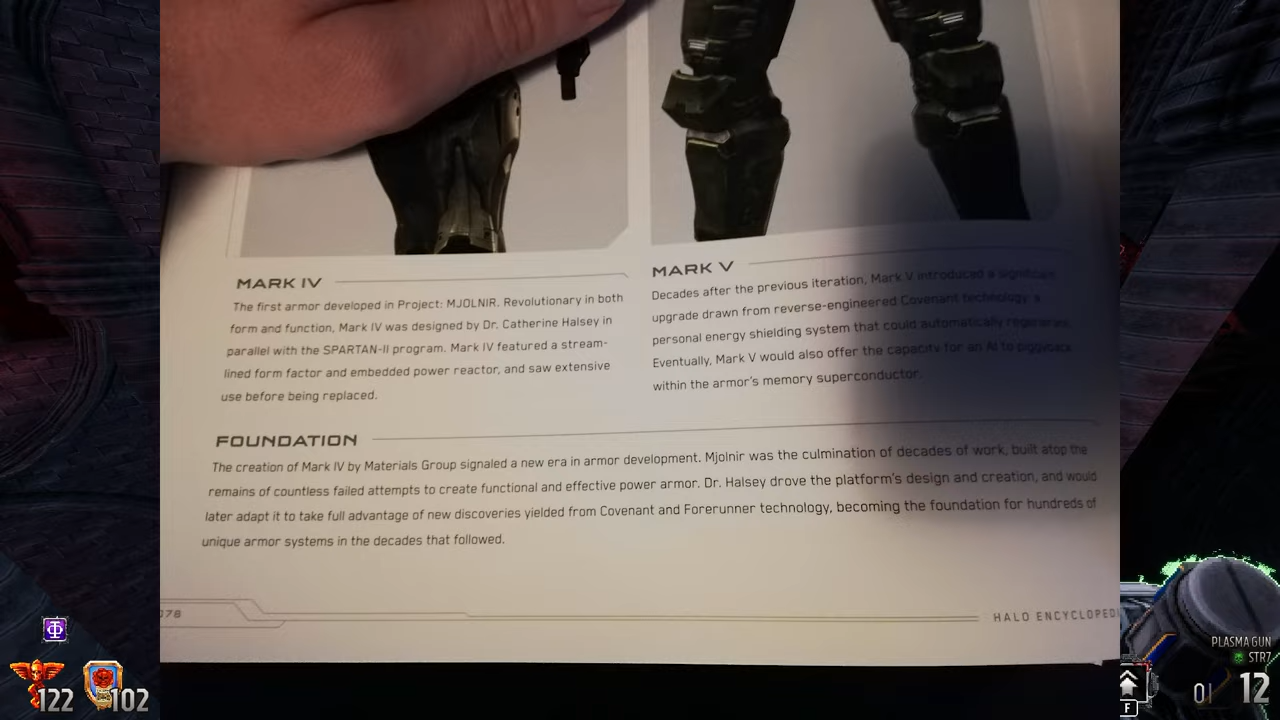 MARK IV
The first armor developed in Project: MJOLNIR. Revolutionary in both
form and function, Mark IV was designed by Dr. Catherine Halsey in
parallel with the SPARTAN-II program. Mark IV featured a stream-
lined form factor and embedded power reactor, and saw extensive
use before being replaced.
MARK V
Decades after the previous iteration, Mark V introduced a significant
upgrade drawn from reverse-engineered Covenant technology: a
personal energy shielding system that could automatically regenerate.
Eventually, Mark V would also offer the capacity for an AI to piggyback
within the armor's memory superconductor.
FOUNDATION
The creation of Mark IV by Materials Group signaled a new era in armor development. Mjolnir was the culmination of decades of work, built atop the
remains of countless failed attempts to create functional and effective power armor. Dr. Halsey drove the platform's design and creation, and would
later adapt it to take full advantage of new discoveries yielded from Covenant and Forerunner technology, becoming the foundation for hundreds of
unique armor systems in the decades that followed.
078
HALO ENCYCLOPED
122
102
PLASMA GUN
STR7
F
01
12